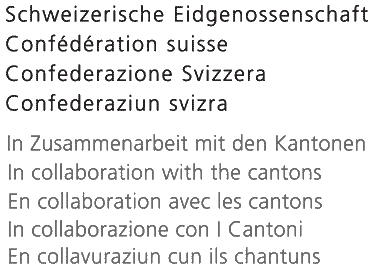 Schweizerische Eidgenossenschaft
Confédération suisse
Confederazione Svizzera
Confederaziun svizra
In Zusammenarbeit mit den Kantonen
In collaboration with the cantons
En collaboration avec les cantons
In collaborazione con I Cantoni
En collavuraziun cun ils chantuns